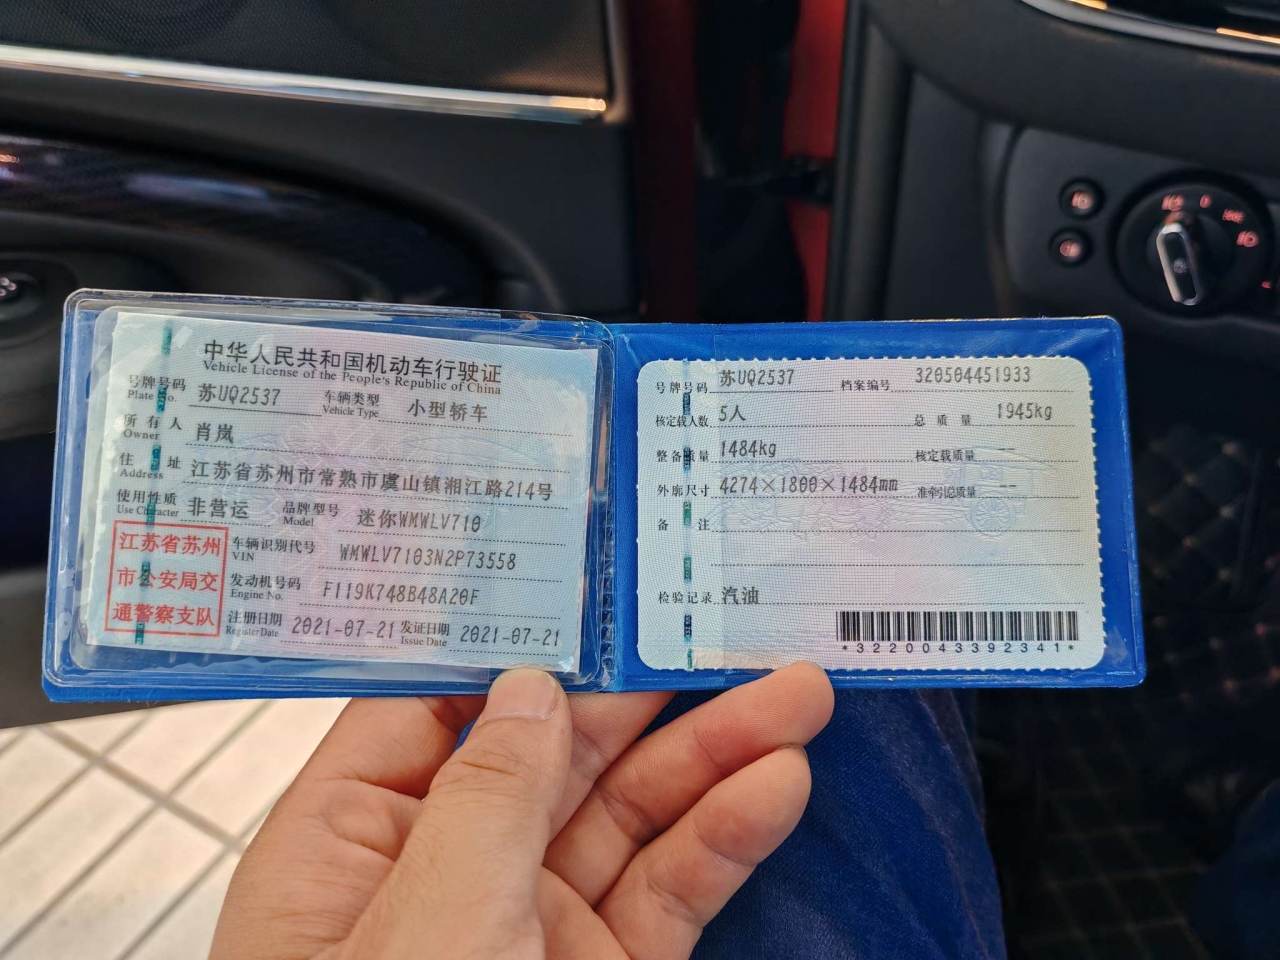 中华人民共和国机动车行驶证
Vehicle License of the People's Republic of China
号牌号码 苏UQ2537 车辆类型 小型轿车
Plate No. Vehicle Type
所有人 肖岚
Owner
住址 江苏省苏州市常熟市虞山镇湘江路214号
Address
使用性质 非营运 品牌型号 迷你WMWLV710
Use Character Model
江苏省苏州
市公安局交
通警察支队
车辆识别代号 WMWLV7103N2P73558
VIN
发动机号码 F119K748B48A20F
Engine No.
注册日期 2021-07-21 发证日期 2021-07-21
Register Date Issue Date
号牌号码 苏UQ2537 档案编号 320504451933
核定载人数 5人 总质量 1945kg
整备质量 1484kg 核定载质量 --
外廓尺寸 4274×1800×1484mm 准牵引总质量 --
备注
检验记录 汽油
*3220043392341*